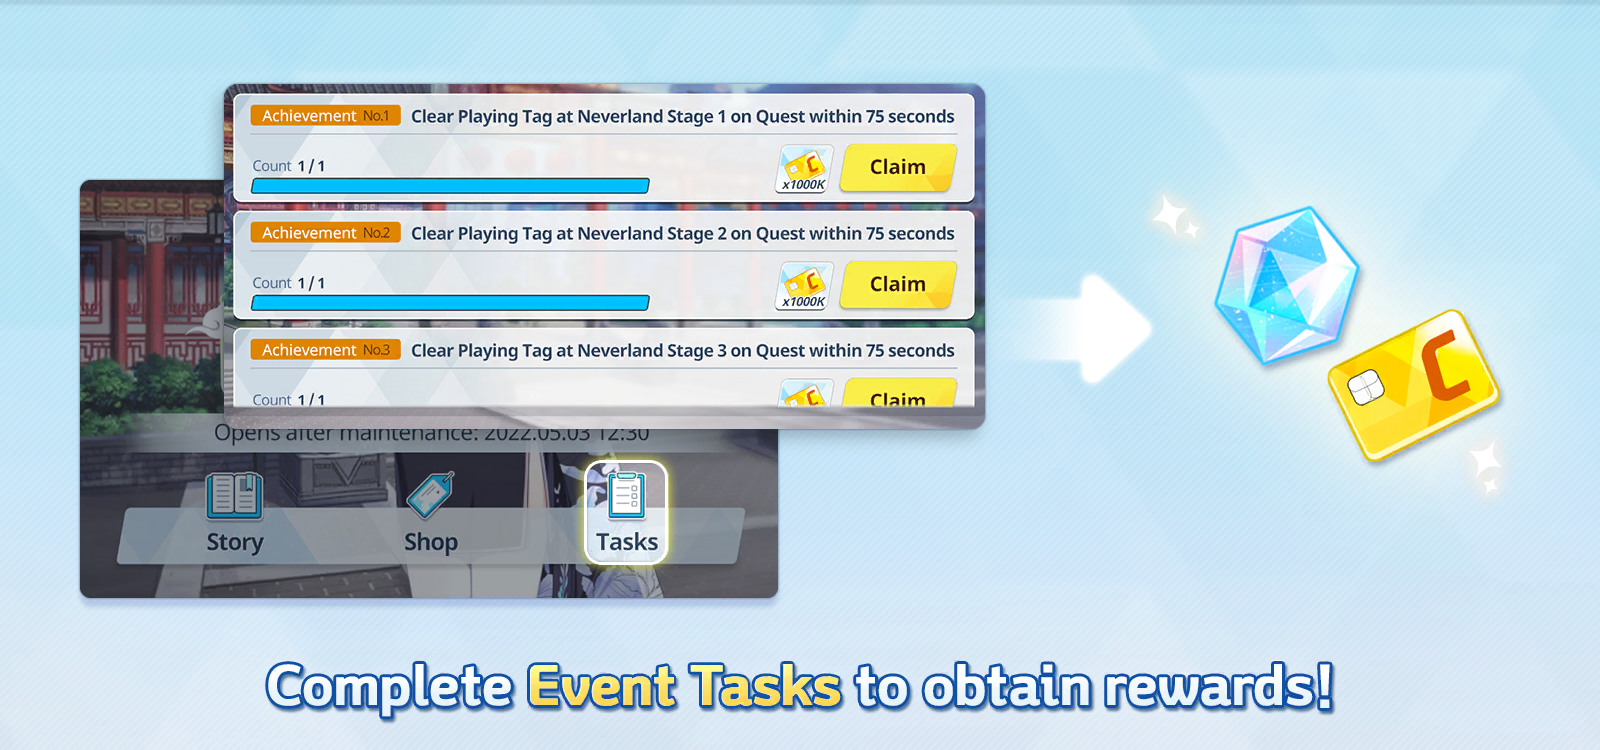 Achievement No.1 Clear Playing Tag at Neverland Stage 1 on Quest within 75 seconds
Count 1 / 1
x1000K
Claim
Achievement No.2 Clear Playing Tag at Neverland Stage 2 on Quest within 75 seconds
Count 1 / 1
x1000K
Claim
Achievement No.3 Clear Playing Tag at Neverland Stage 3 on Quest within 75 seconds
Count 1 / 1
Claim
Opens after maintenance: 2022.05.03 12:30
Story
Shop
Tasks
Complete Event Tasks to obtain rewards!